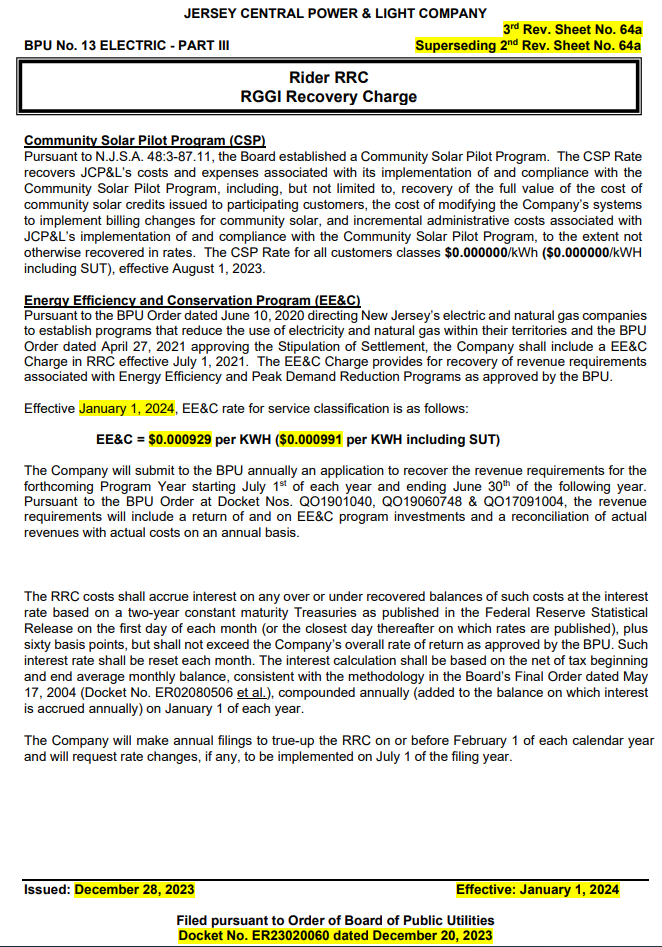 JERSEY CENTRAL POWER & LIGHT COMPANY
3rd Rev. Sheet No. 64a
BPU No. 13 ELECTRIC - PART III
Superseding 2nd Rev. Sheet No. 64a
Rider RRC
RGGI Recovery Charge
Community Solar Pilot Program (CSP)
Pursuant to N.J.S.A. 48:3-87.11, the Board established a Community Solar Pilot Program. The CSP Rate
recovers JCP&L's costs and expenses associated with its implementation of and compliance with the
Community Solar Pilot Program, including, but not limited to, recovery of the full value of the cost of
community solar credits issued to participating customers, the cost of modifying the Company's systems
to implement billing changes for community solar, and incremental administrative costs associated with
JCP&L's implementation of and compliance with the Community Solar Pilot Program, to the extent not
otherwise recovered in rates. The CSP Rate for all customers classes $0.000000/kWh ($0.000000/kWH
including SUT), effective August 1, 2023.
Energy Efficiency and Conservation Program (EE&C)
Pursuant to the BPU Order dated June 10, 2020 directing New Jersey's electric and natural gas companies
to establish programs that reduce the use of electricity and natural gas within their territories and the BPU
Order dated April 27, 2021 approving the Stipulation of Settlement, the Company shall include a EE&C
Charge in RRC effective July 1, 2021. The EE&C Charge provides for recovery of revenue requirements
associated with Energy Efficiency and Peak Demand Reduction Programs as approved by the BPU.
Effective January 1, 2024, EE&C rate for service classification is as follows:
EE&C = $0.000929 per KWH ($0.000991 per KWH including SUT)
The Company will submit to the BPU annually an application to recover the revenue requirements for the
forthcoming Program Year starting July 1st of each year and ending June 30th of the following year.
Pursuant to the BPU Order at Docket Nos. QO1901040, QO19060748 & QO17091004, the revenue
requirements will include a return of and on EE&C program investments and a reconciliation of actual
revenues with actual costs on an annual basis.
The RRC costs shall accrue interest on any over or under recovered balances of such costs at the interest
rate based on a two-year constant maturity Treasuries as published in the Federal Reserve Statistical
Release on the first day of each month (or the closest day thereafter on which rates are published), plus
sixty basis points, but shall not exceed the Company's overall rate of return as approved by the BPU. Such
interest rate shall be reset each month. The interest calculation shall be based on the net of tax beginning
and end average monthly balance, consistent with the methodology in the Board's Final Order dated May
17, 2004 (Docket No. ER02080506 et al.), compounded annually (added to the balance on which interest
is accrued annually) on January 1 of each year.
The Company will make annual filings to true-up the RRC on or before February 1 of each calendar year
and will request rate changes, if any, to be implemented on July 1 of the filing year.
Issued: December 28, 2023
Effective: January 1, 2024
Filed pursuant to Order of Board of Public Utilities
Docket No. ER23020060 dated December 20, 2023